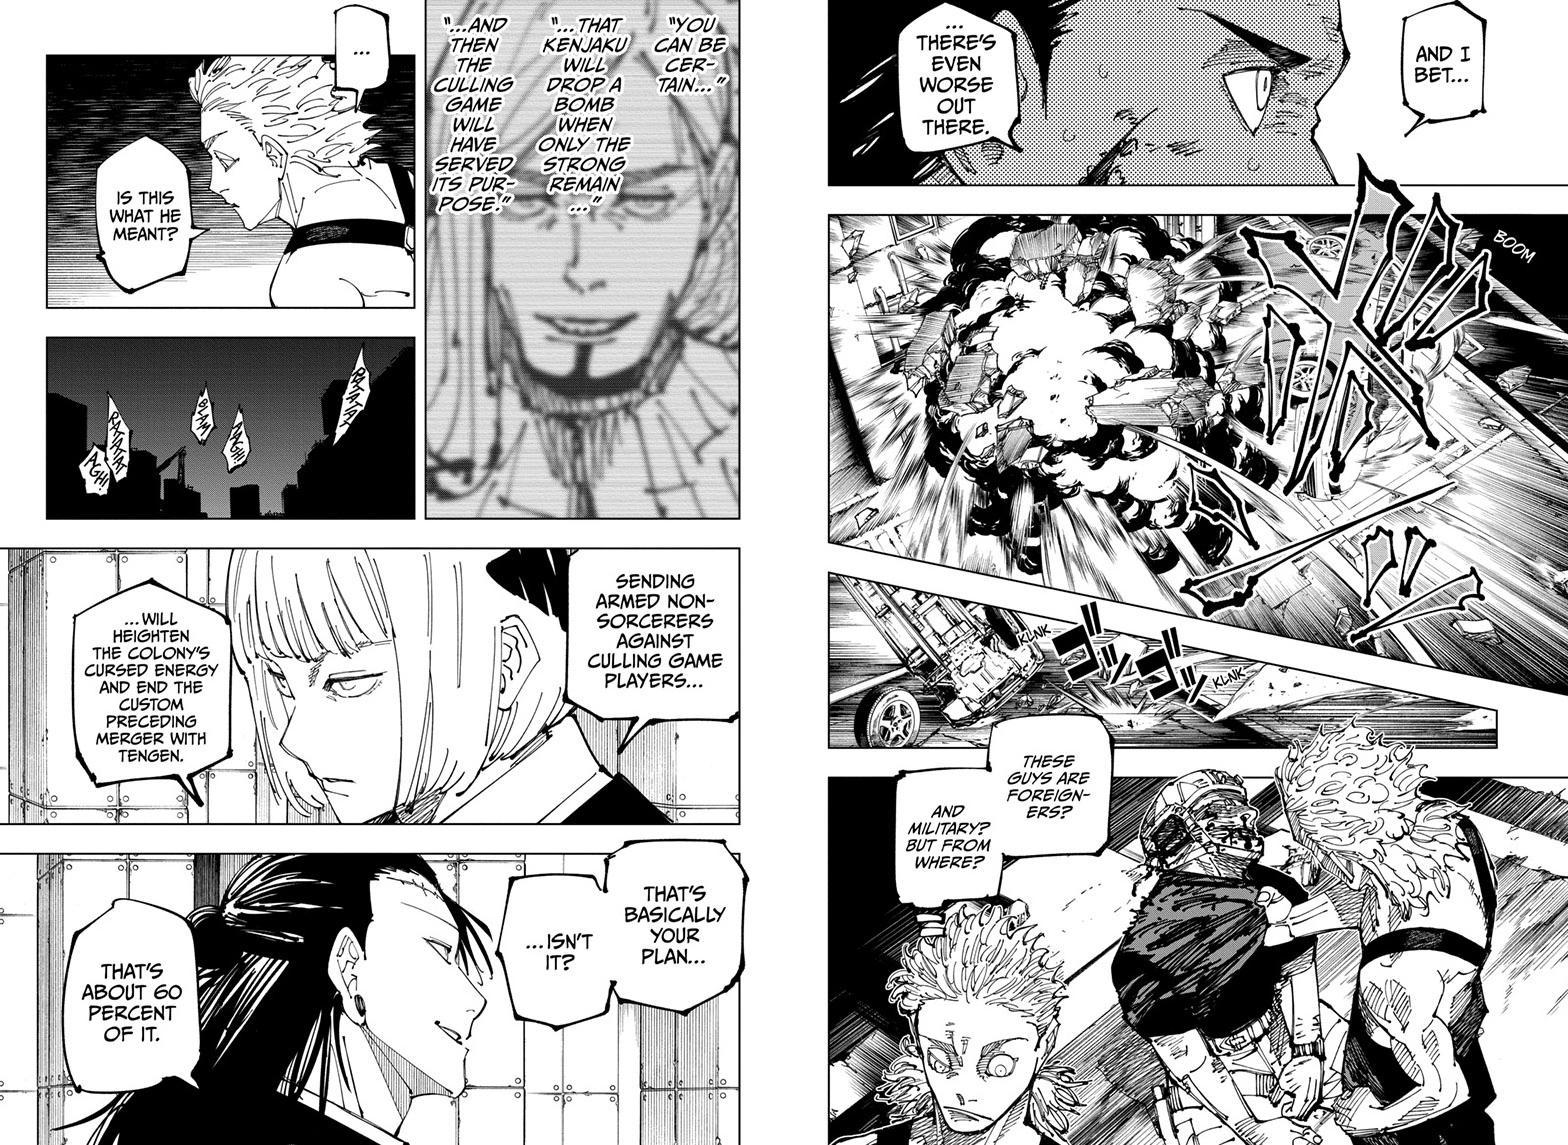 AND I
BET...
...
THERE'S
EVEN
WORSE
OUT
THERE.
BOOM
KLNK
ゴッ
ゴッ
KLNK
THESE
GUYS ARE
FOREIGN-
ERS?
AND
MILITARY?
BUT FROM
WHERE?
"YOU
CAN BE
CER-
TAIN..."
"...THAT
KENJAKU
WILL
DROP A
BOMB
WHEN
ONLY THE
STRONG
REMAIN
..."
"...AND
THEN
THE
CULLING
GAME
WILL
HAVE
SERVED
ITS PUR-
POSE."
...
IS THIS
WHAT HE
MEANT?
AGH!
SENDING
ARMED NON-
SORCERERS
AGAINST
CULLING GAME
PLAYERS...
...WILL
HEIGHTEN
THE COLONY'S
CURSED ENERGY
AND END THE
CUSTOM
PRECEDING
MERGER WITH
TENGEN.
THAT'S
BASICALLY
YOUR
PLAN...
...ISN'T
IT?
THAT'S
ABOUT 60
PERCENT
OF IT.